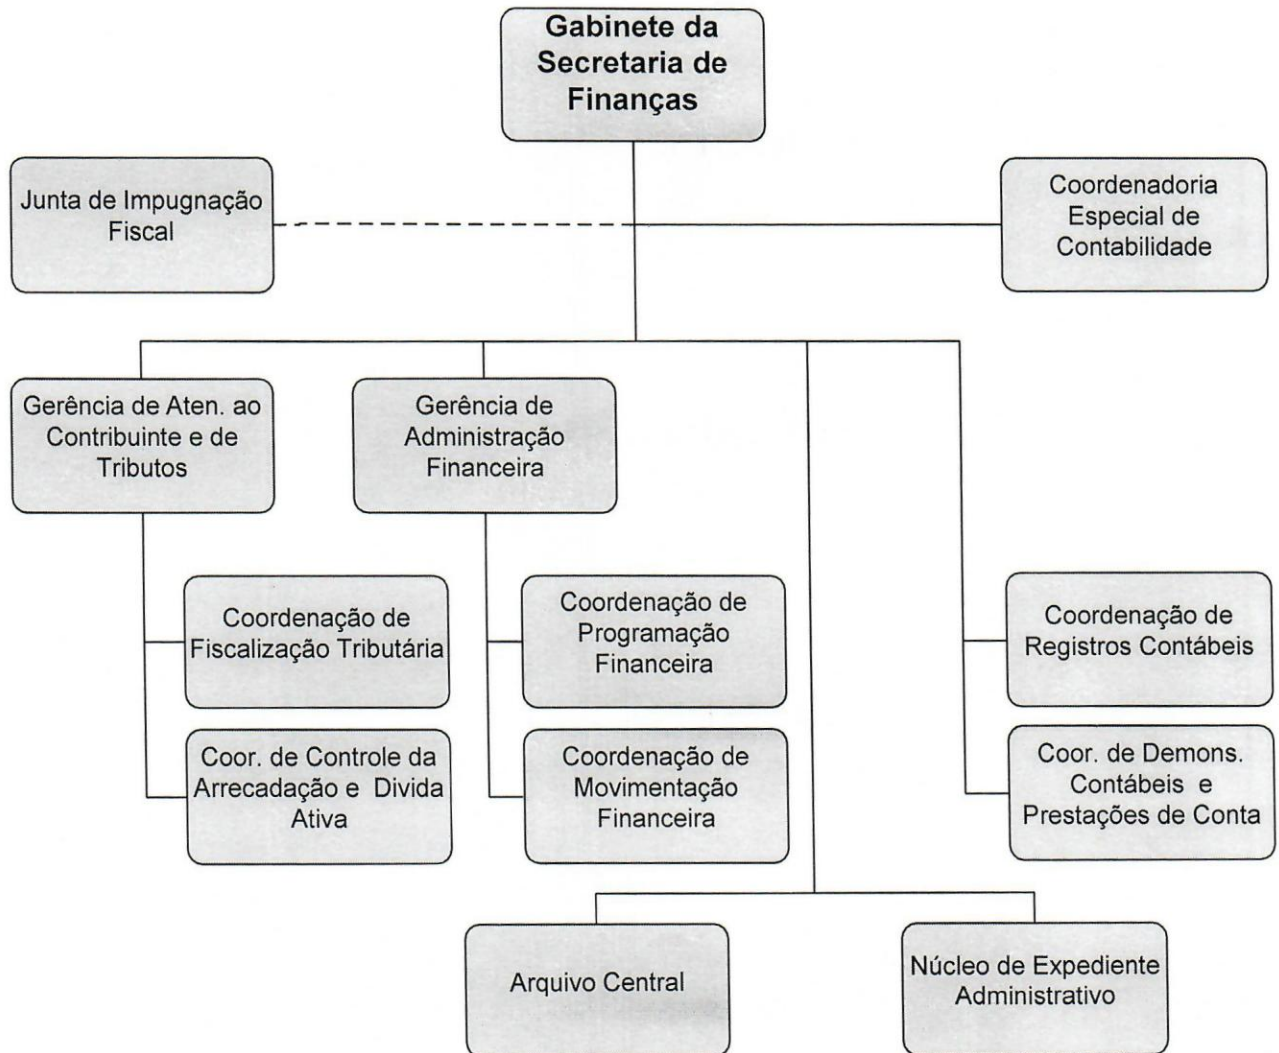 Gabinete da
Secretaria de
Finanças
Junta de Impugnação
Fiscal
Coordenadoria
Especial de
Contabilidade
Gerência de Aten. ao
Contribuinte e de
Tributos
Gerência de
Administração
Financeira
Coordenação de
Fiscalização Tributária
Coordenação de
Programação
Financeira
Coordenação de
Registros Contábeis
Coor. de Controle da
Arrecadação e Divida
Ativa
Coordenação de
Movimentação
Financeira
Coor. de Demons.
Contábeis e
Prestações de Conta
Arquivo Central
Núcleo de Expediente
Administrativo